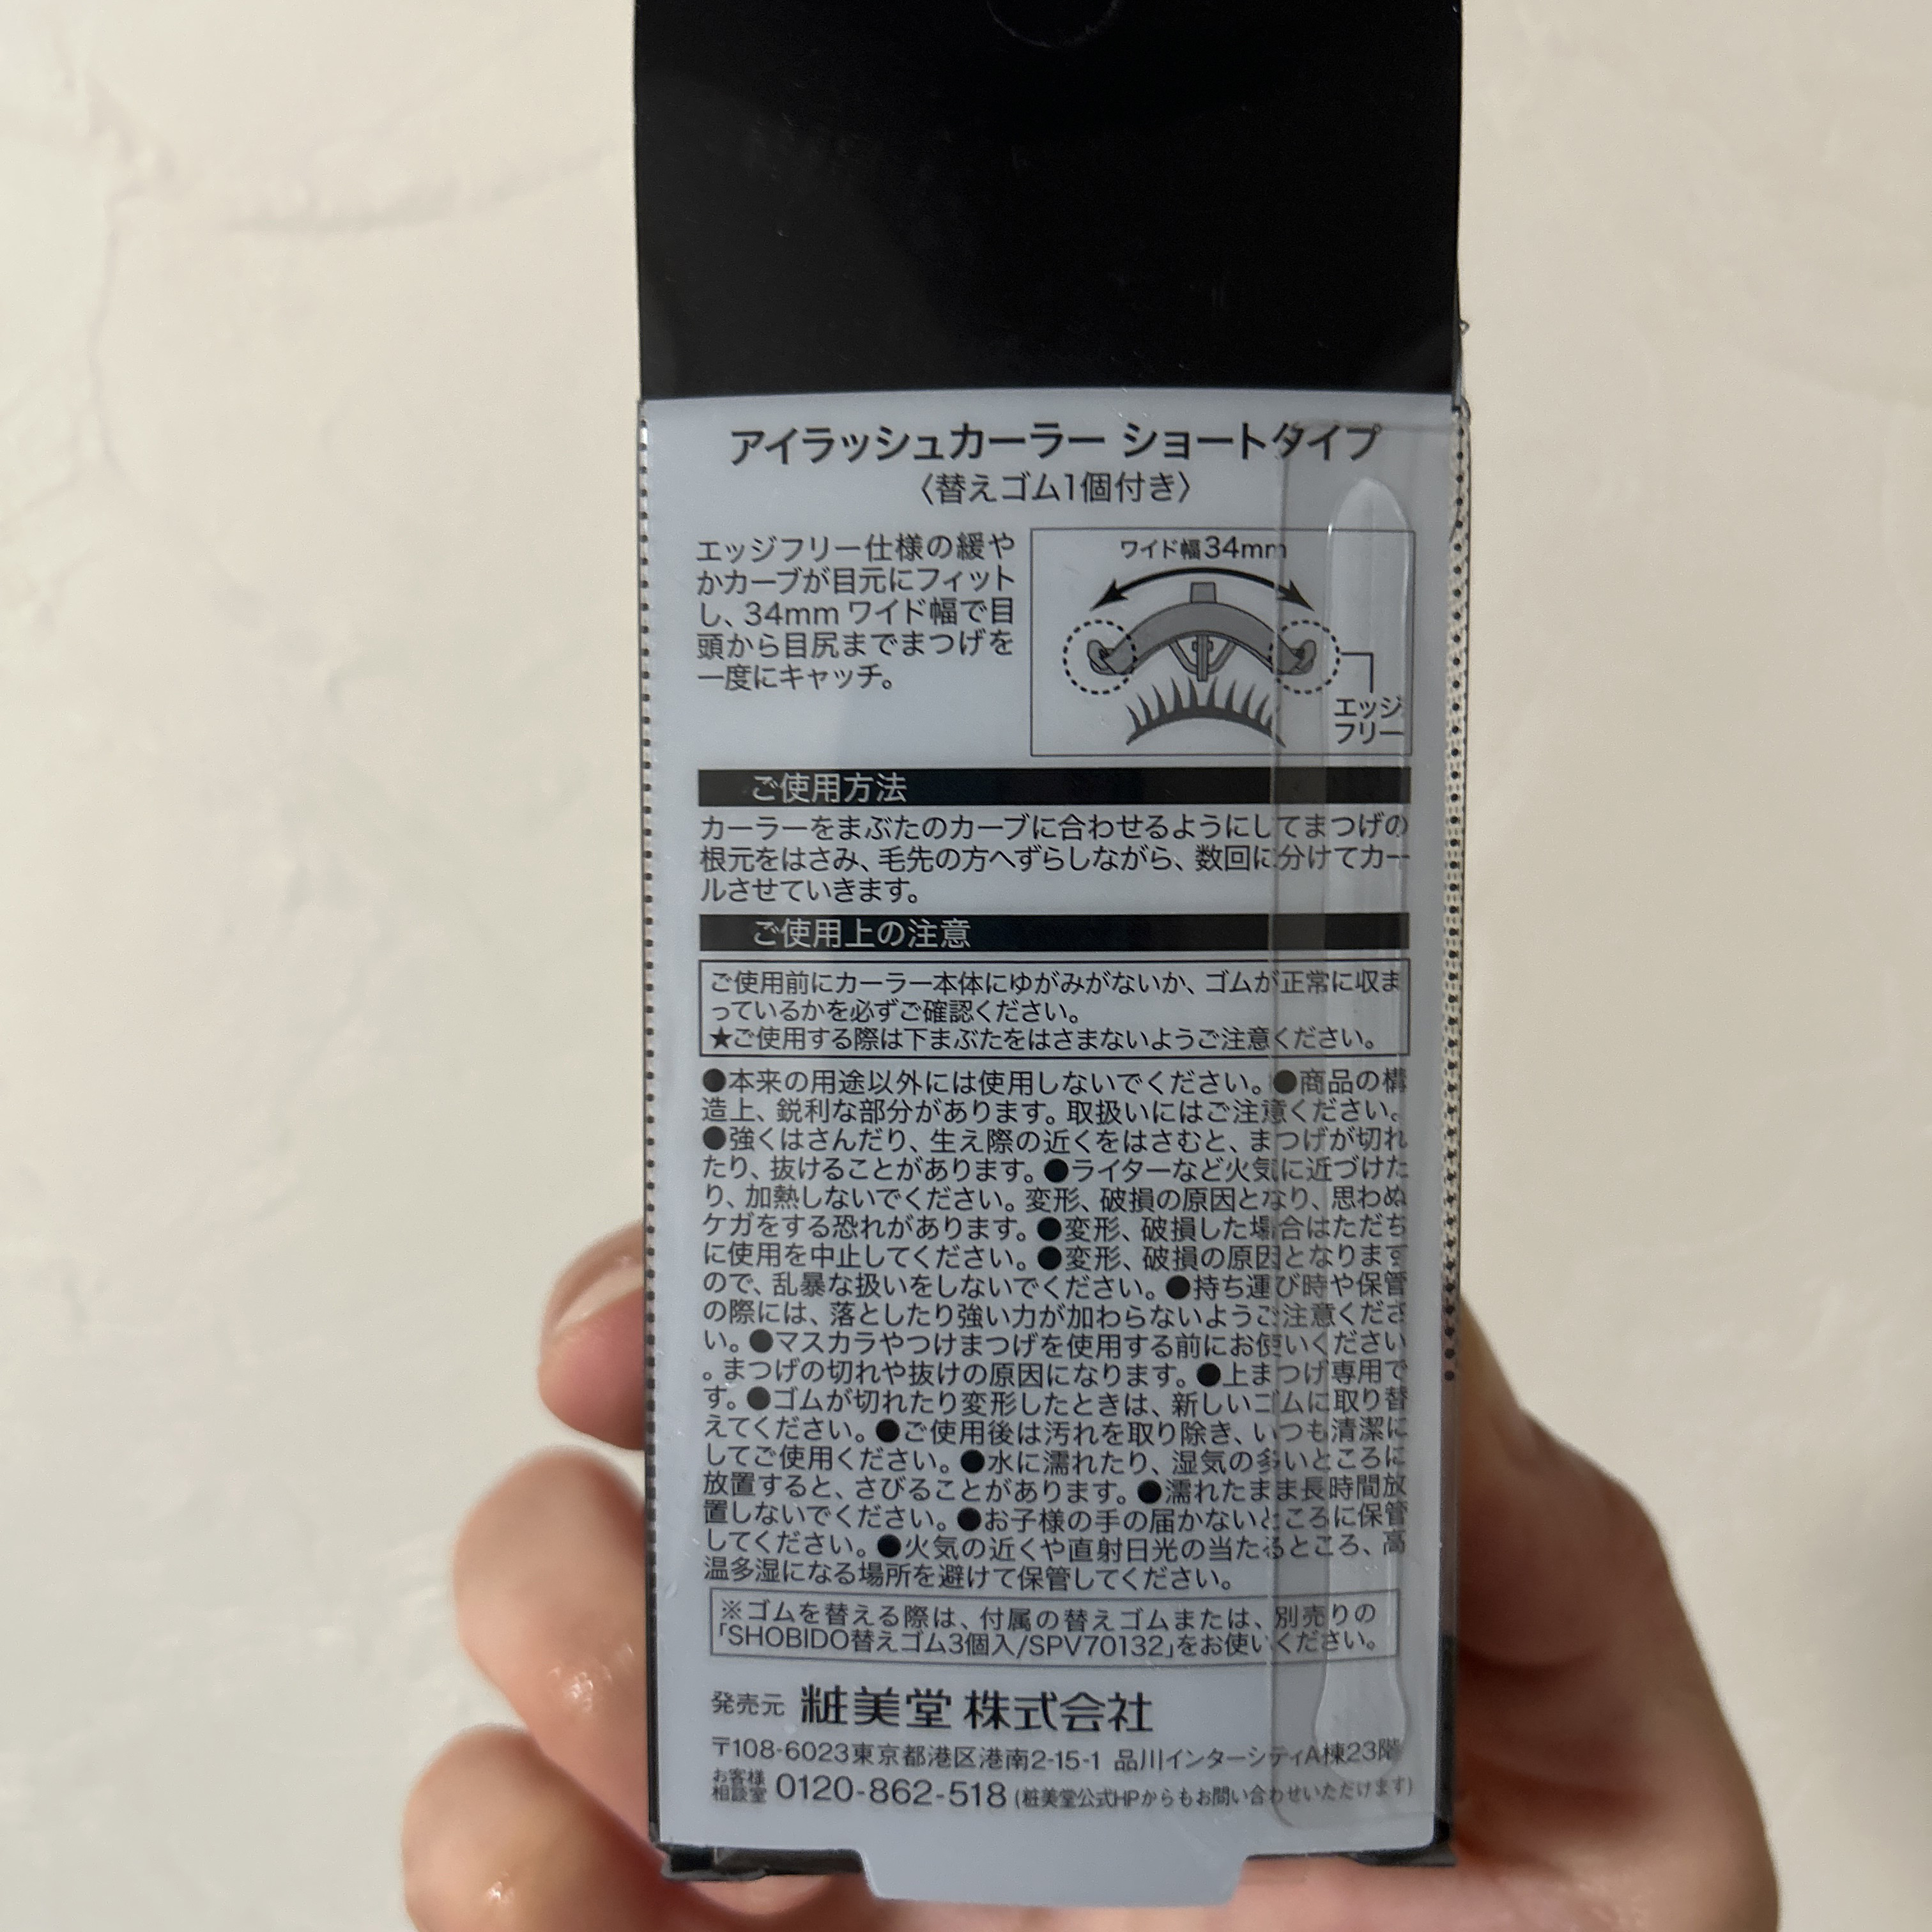 アイラッシュカーラー ショートタイプ
〈替えゴム1個付き〉
エッジフリー仕様の緩や
かカーブが目元にフィット
し、34mmワイド幅で目
頭から目尻までまつげを
一度にキャッチ。
ワイド幅34mm
エッジ
フリー
ご使用方法
カーラーをまぶたのカーブに合わせるようにしてまつげの
根元をはさみ、毛先の方へずらしながら、数回に分けてカー
ルさせていきます。
ご使用上の注意
ご使用前にカーラー本体にゆがみがないか、ゴムが正常に収ま
っているかを必ずご確認ください。
★ご使用する際は下まぶたをはさまないようご注意ください。
●本来の用途以外には使用しないでください。●商品の構
造上、鋭利な部分があります。取扱いにはご注意ください。
●強くはさんだり、生え際の近くをはさむと、まつげが切れ
たり、抜けることがあります。●ライターなど火気に近づけた
り、加熱しないでください。変形、破損の原因となり、思わぬ
ケガをする恐れがあります。●変形、破損した場合はただち
に使用を中止してください。●変形、破損の原因となります
ので、乱暴な扱いをしないでください。●持ち運び時や保管
の際には、落としたり強い力が加わらないようご注意くださ
い。●マスカラやつけまつげを使用する前にお使いください
。まつげの切れや抜けの原因になります。●上まつげ専用で
す。●ゴムが切れたり変形したときは、新しいゴムに取り替
えてください。●ご使用後は汚れを取り除き、いつも清潔に
してご使用ください。●水に濡れたり、湿気の多いところに
放置すると、さびることがあります。●濡れたまま長時間放
置しないでください。●お子様の手の届かないところに保管
してください。●火気の近くや直射日光の当たるところ、高
温多湿になる場所を避けて保管してください。
※ゴムを替える際は、付属の替えゴムまたは、別売りの
「SHOBIDO替えゴム3個入/SPV70132」をお使いください。
発売元 粧美堂 株式会社
〒108-6023東京都港区港南2-15-1 品川インターシティA棟23階
お客様相談室 0120-862-518 (粧美堂公式HPからもお問い合わせいただけます)